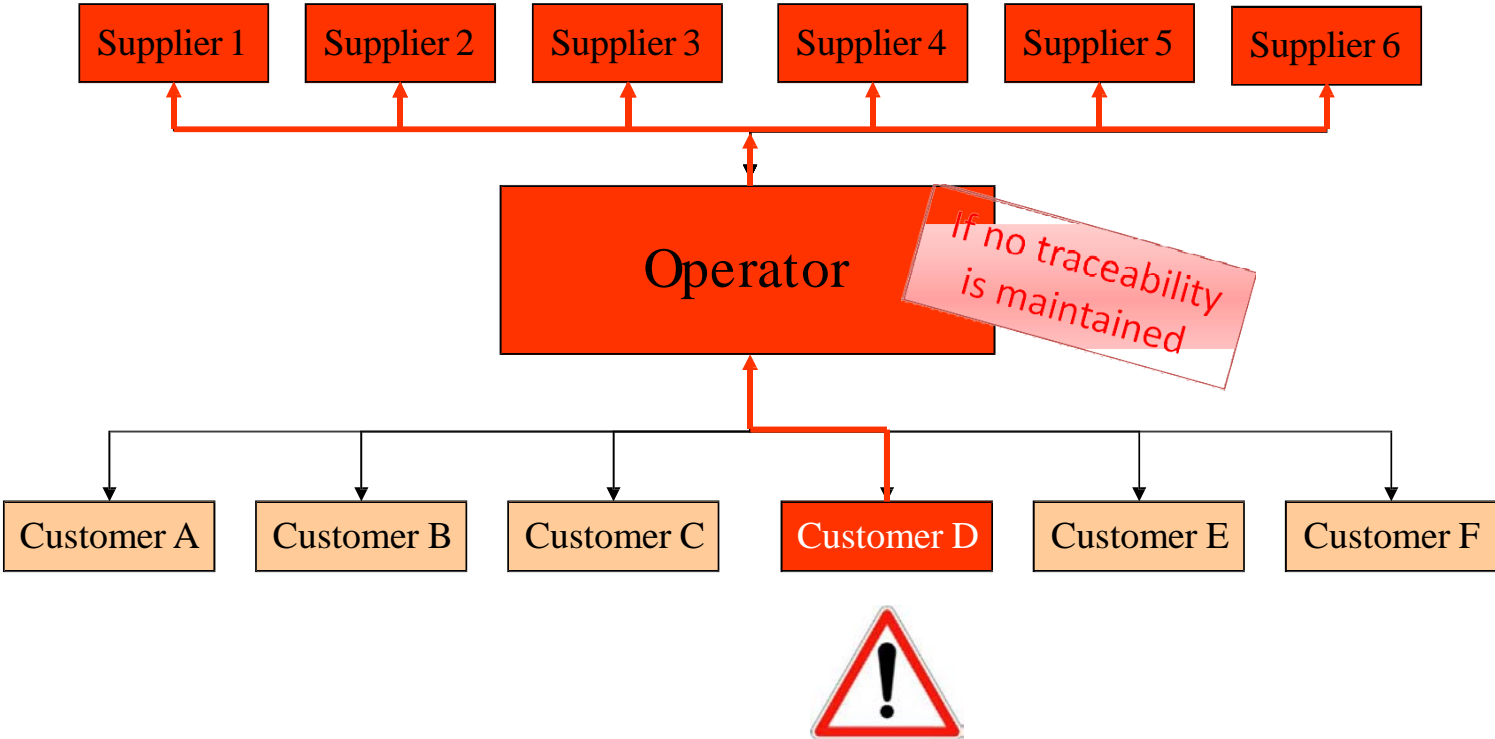 Supplier 1
Supplier 2
Supplier 3
Supplier 4
Supplier 5
Supplier 6
Operator
If no traceability
is maintained
Customer A
Customer B
Customer C
Customer D
Customer E
Customer F